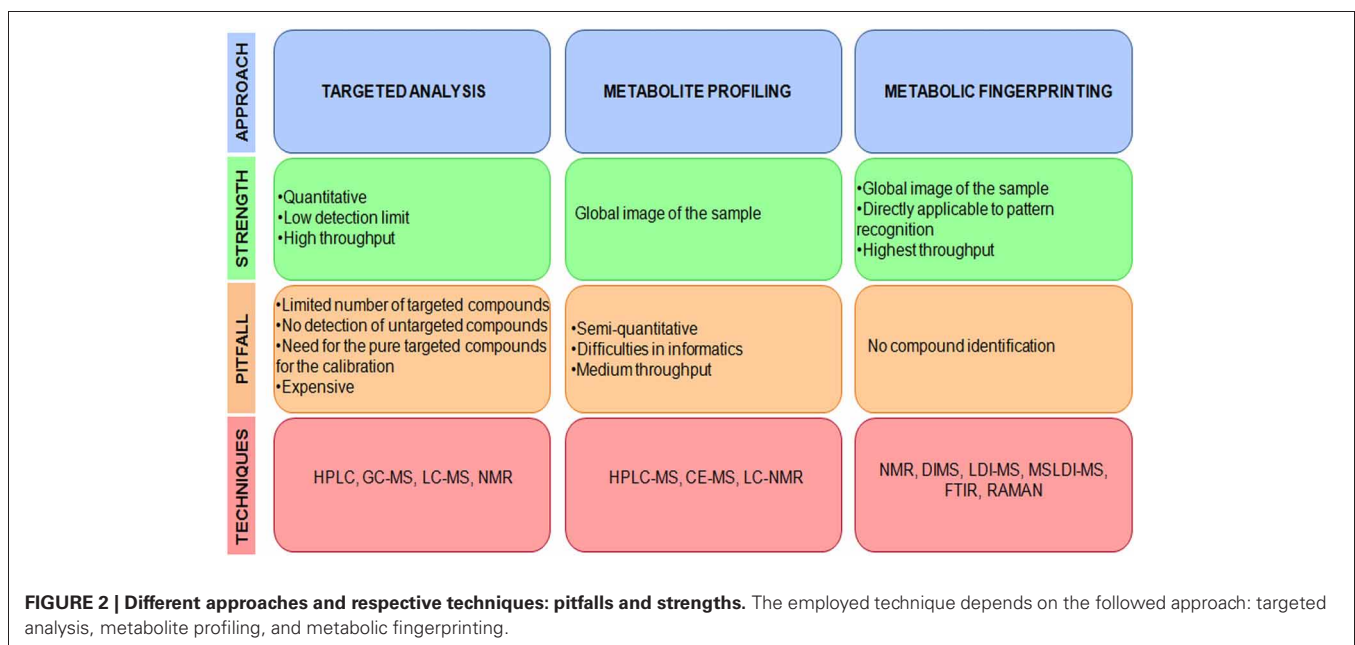 APPROACH
TARGETED ANALYSIS
METABOLITE PROFILING
METABOLIC FINGERPRINTING
STRENGTH
•Quantitative
•Low detection limit
•High throughput
Global image of the sample
•Global image of the sample
•Directly applicable to pattern
recognition
•Highest throughput
PITFALL
•Limited number of targeted compounds
•No detection of untargeted compounds
•Need for the pure targeted compounds
for the calibration
•Expensive
•Semi-quantitative
•Difficulties in informatics
•Medium throughput
No compound identification
TECHNIQUES
HPLC, GC-MS, LC-MS, NMR
HPLC-MS, CE-MS, LC-NMR
NMR, DIMS, LDI-MS, MSLDI-MS,
FTIR, RAMAN
FIGURE 2 | Different approaches and respective techniques: pitfalls and strengths. The employed technique depends on the followed approach: targeted
analysis, metabolite profiling, and metabolic fingerprinting.